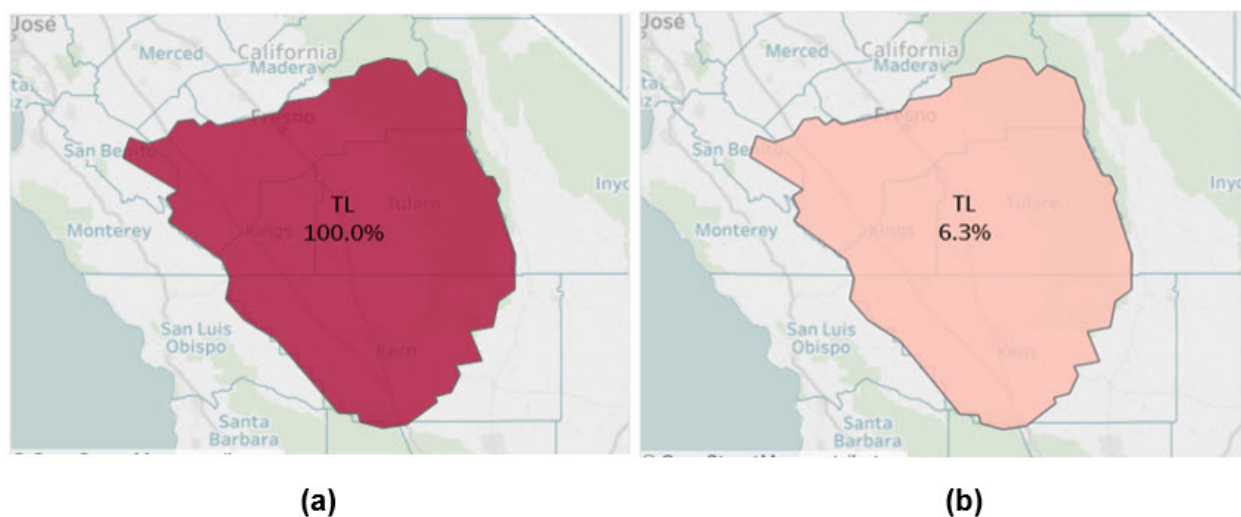 José
Merced
California
Madera
Fresno
San Benito
Inyo
TL
Tulare
100.0%
Kings
Monterey
San Luis
Obispo
Kern
Santa
Barbara
(a)
José
Merced
California
Madera
Fresno
San Benito
Inyo
TL
Tulare
6.3%
Kings
Monterey
San Luis
Obispo
Kern
Santa
Barbara
(b)